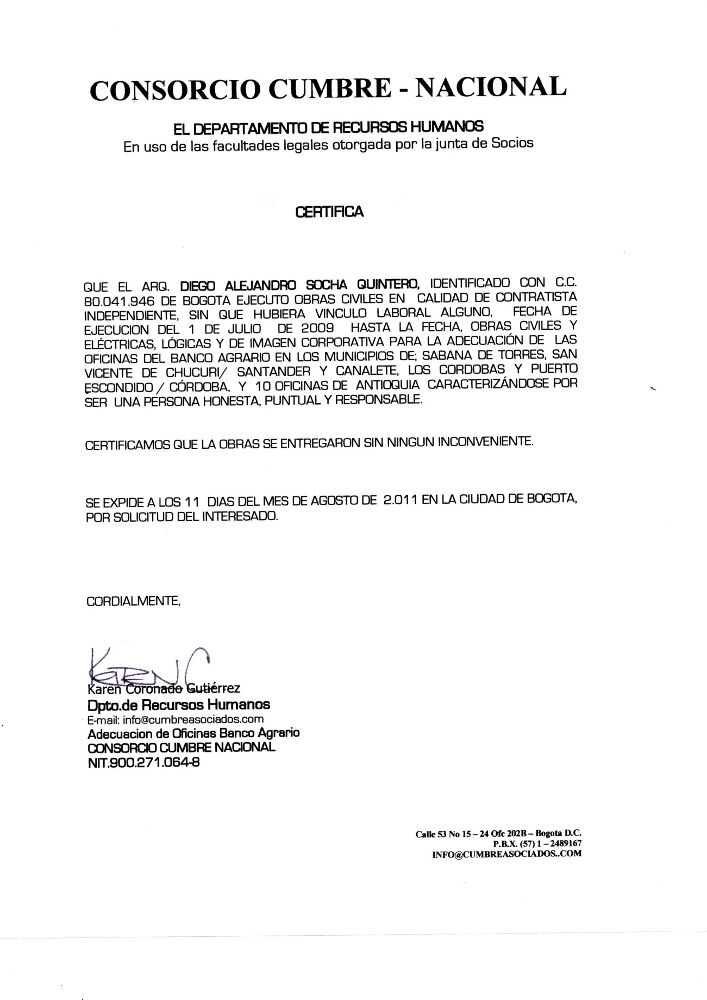 CONSORCIO CUMBRE - NACIONAL
EL DEPARTAMENTO DE RECURSOS HUMANOS
En uso de las facultades legales otorgada por la junta de Socios
CERTIFICA
QUE EL ARQ. DIEGO ALEJANDRO SOCHA QUINTERO, IDENTIFICADO CON C.C.
80.041.946 DE BOGOTA EJECUTO OBRAS CIVILES EN CALIDAD DE CONTRATISTA
INDEPENDIENTE, SIN QUE HUBIERA VINCULO LABORAL ALGUNO, FECHA DE
EJECUCION DEL 1 DE JULIO DE 2009 HASTA LA FECHA, OBRAS CIVILES Y
ELÉCTRICAS, LÓGICAS Y DE IMAGEN CORPORATIVA PARA LA ADECUACIÓN DE LAS
OFICINAS DEL BANCO AGRARIO EN LOS MUNICIPIOS DE; SABANA DE TORRES, SAN
VICENTE DE CHUCURI/ SANTANDER Y CANALETE, LOS CORDOBAS Y PUERTO
ESCONDIDO / CÓRDOBA, Y 10 OFICINAS DE ANTIOQUIA CARACTERIZÁNDOSE POR
SER UNA PERSONA HONESTA, PUNTUAL Y RESPONSABLE.
CERTIFICAMOS QUE LA OBRAS SE ENTREGARON SIN NINGUN INCONVENIENTE.
SE EXPIDE A LOS 11 DIAS DEL MES DE AGOSTO DE 2.011 EN LA CIUDAD DE BOGOTA,
POR SOLICITUD DEL INTERESADO.
CORDIALMENTE,
KAREN C
Karen Coronado Gutiérrez
Dpto.de Recursos Humanos
E-mail: info@cumbreasociados.com
Adecuacion de Oficinas Banco Agrario
CONSORCIO CUMBRE NACIONAL
NIT.900.271.064-8
Calle 53 No 15 – 24 Ofc 202B – Bogota D.C.
P.B.X. (57) 1 – 2489167
INFO@CUMBREASOCIADOS..COM